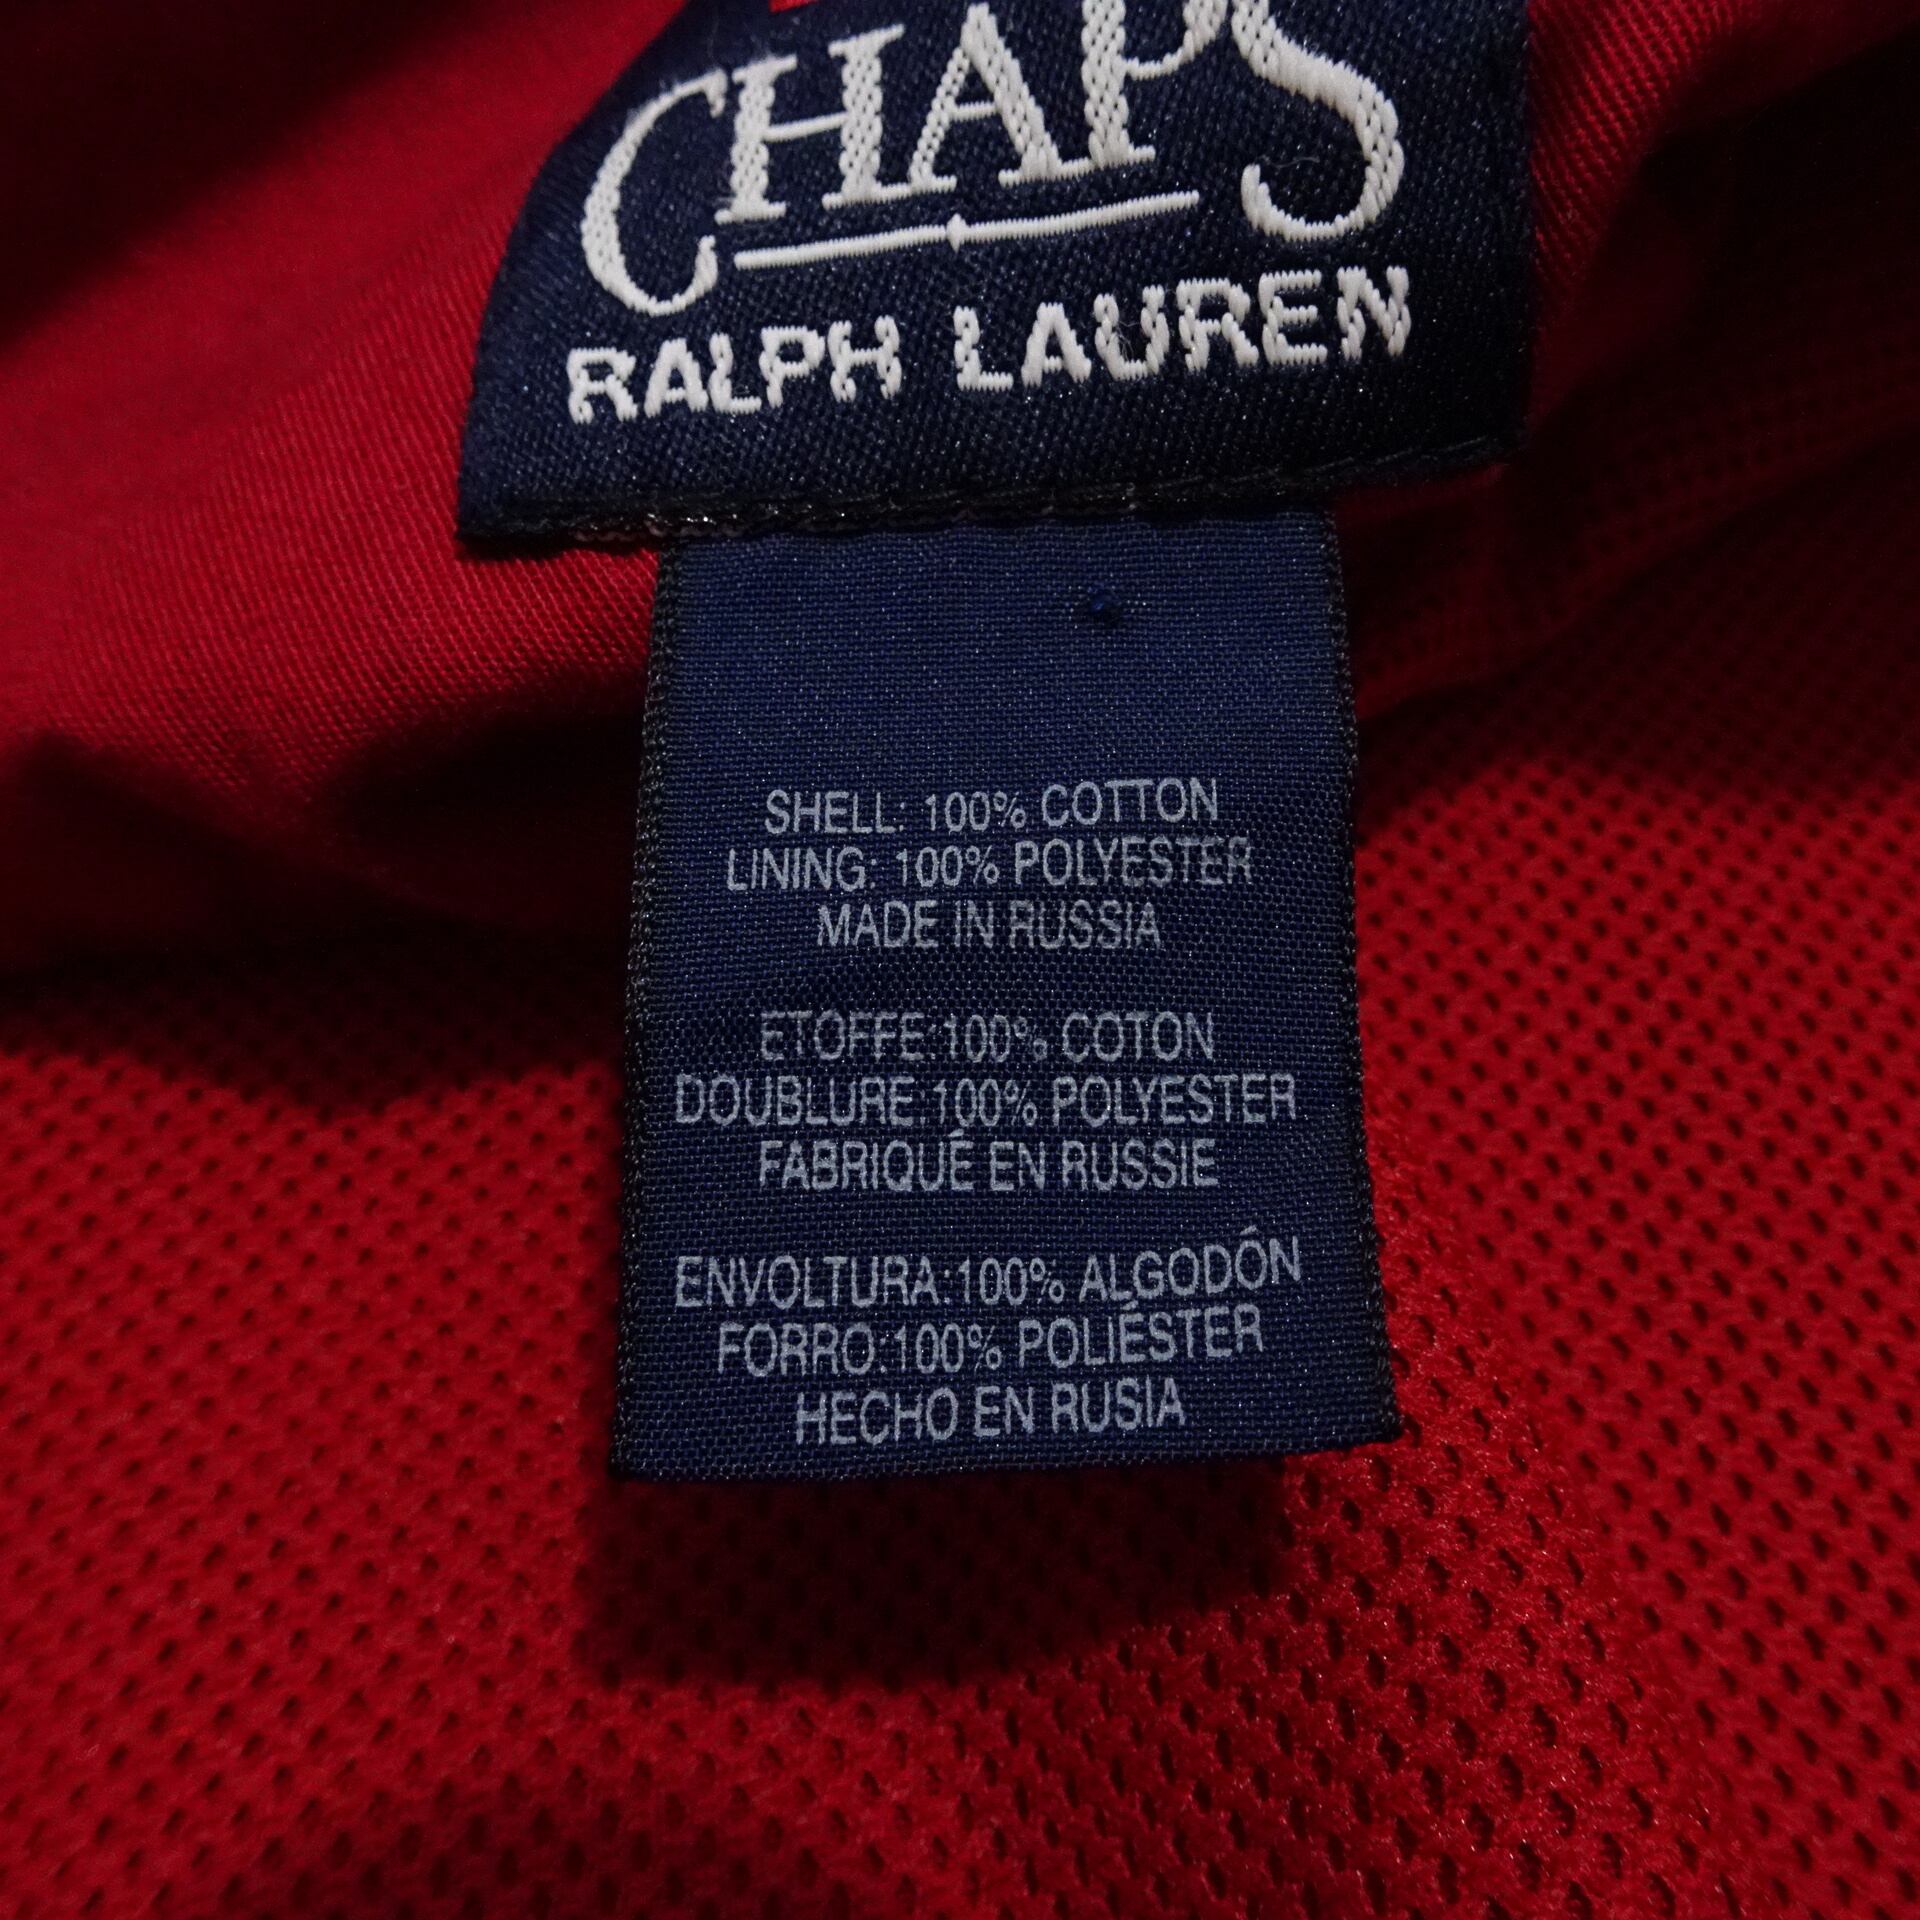 CHAPS
RALPH LAUREN
SHELL: 100% COTTON
LINING: 100% POLYESTER
MADE IN RUSSIA
ETOFFE:100% COTON
DOUBLURE:100% POLYESTER
FABRIQUÉ EN RUSSIE
ENVOLTURA:100% ALGODÓN
FORRO:100% POLIÉSTER
HECHO EN RUSIA